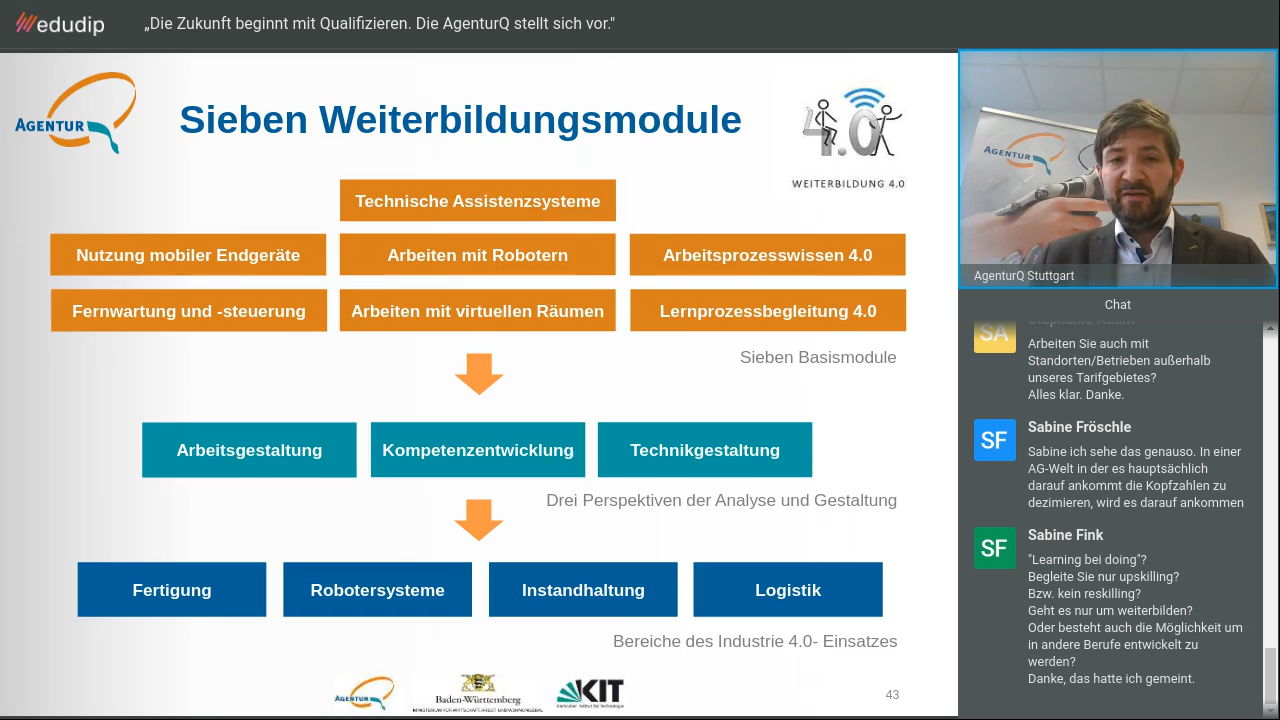 edudip
„Die Zukunft beginnt mit Qualifizieren. Die AgenturQ stellt sich vor."
AGENTUR
Sieben Weiterbildungsmodule
4.0
WEITERBILDUNG 4.0
Technische Assistenzsysteme
Nutzung mobiler Endgeräte
Arbeiten mit Robotern
Arbeitsprozesswissen 4.0
Fernwartung und -steuerung
Arbeiten mit virtuellen Räumen
Lernprozessbegleitung 4.0
Sieben Basismodule
Arbeitsgestaltung
Kompetenzentwicklung
Technikgestaltung
Drei Perspektiven der Analyse und Gestaltung
Fertigung
Robotersysteme
Instandhaltung
Logistik
Bereiche des Industrie 4.0- Einsatzes
AGENTUR
Baden-Württemberg
KIT
43
AGENTUR
AgenturQ Stuttgart
Chat
SA
Arbeiten Sie auch mit
Standorten/Betrieben außerhalb
unseres Tarifgebietes?
Alles klar. Danke.
SF
Sabine Fröschle
Sabine ich sehe das genauso. In einer
AG-Welt in der es hauptsächlich
darauf ankommt die Kopfzahlen zu
dezimieren, wird es darauf ankommen
SF
Sabine Fink
"Learning bei doing"?
Begleite Sie nur upskilling?
Bzw. kein reskilling?
Geht es nur um weiterbilden?
Oder besteht auch die Möglichkeit um
in andere Berufe entwickelt zu
werden?
Danke, das hatte ich gemeint.